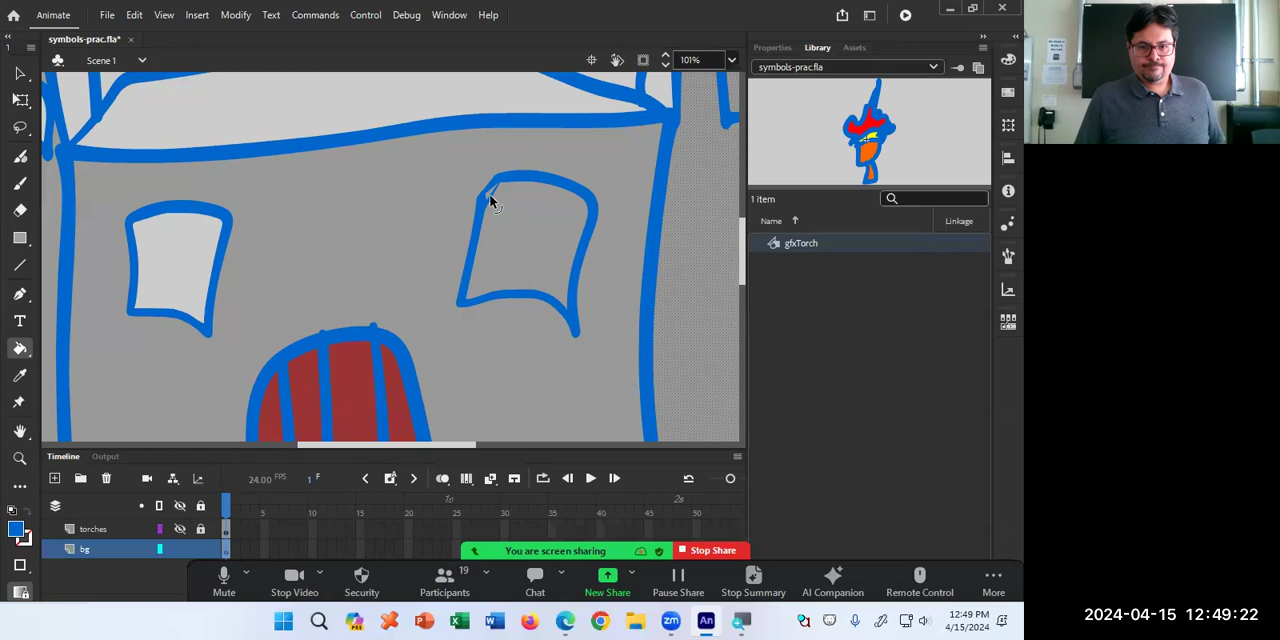 Animate
File
Edit
View
Insert
Modify
Text
Commands
Control
Debug
Window
Help
symbols-prac.fla*
Scene 1
101%
Properties
Library
Assets
symbols-prac.fla
1 item
Name
Linkage
gfxTorch
Timeline
Output
24.00 FPS
1 F
1s
2s
5
10
15
20
25
30
35
40
45
50
torches
bg
You are screen sharing
Stop Share
Mute
Stop Video
Security
19
Participants
Chat
New Share
Pause Share
Stop Summary
AI Companion
Remote Control
More
12:49 PM
4/15/2024
2024-04-15 12:49:22